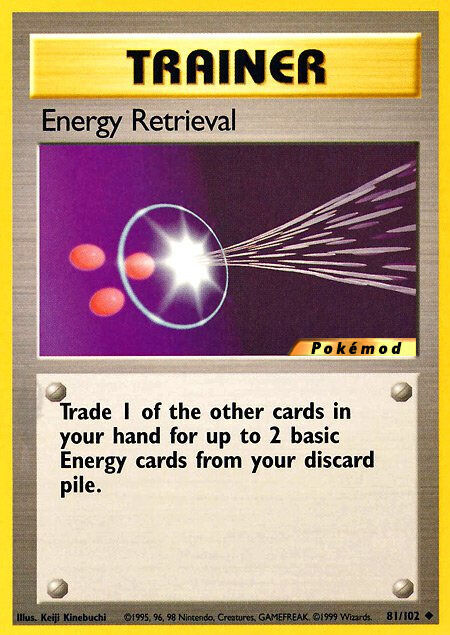 TRAINER
Energy Retrieval
Pokémod
Trade 1 of the other cards in
your hand for up to 2 basic
Energy cards from your discard
pile.
Illus. Keiji Kinebuchi ©1995, 96, 98 Nintendo, Creatures, GAMEFREAK. ©1999 Wizards. 81/102 ◆